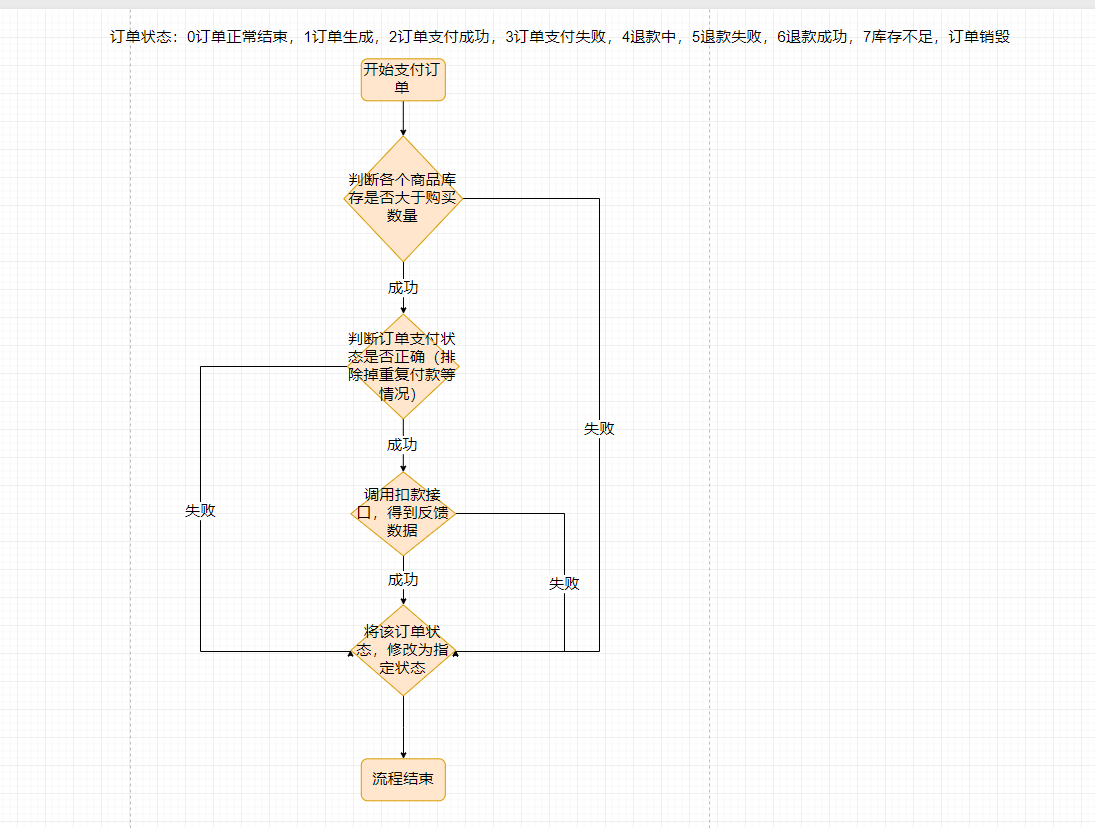 订单状态：0订单正常结束，1订单生成，2订单支付成功，3订单支付失败，4退款中，5退款失败，6退款成功，7库存不足，订单销毁
开始支付订
单
判断各个商品库
存是否大于购买
数量
成功
判断订单支付状
态是否正确（排
除掉重复付款等
情况）
失败
成功
调用扣款接
口，得到反馈
数据
失败
成功
失败
将该订单状
态，修改为指
定状态
流程结束